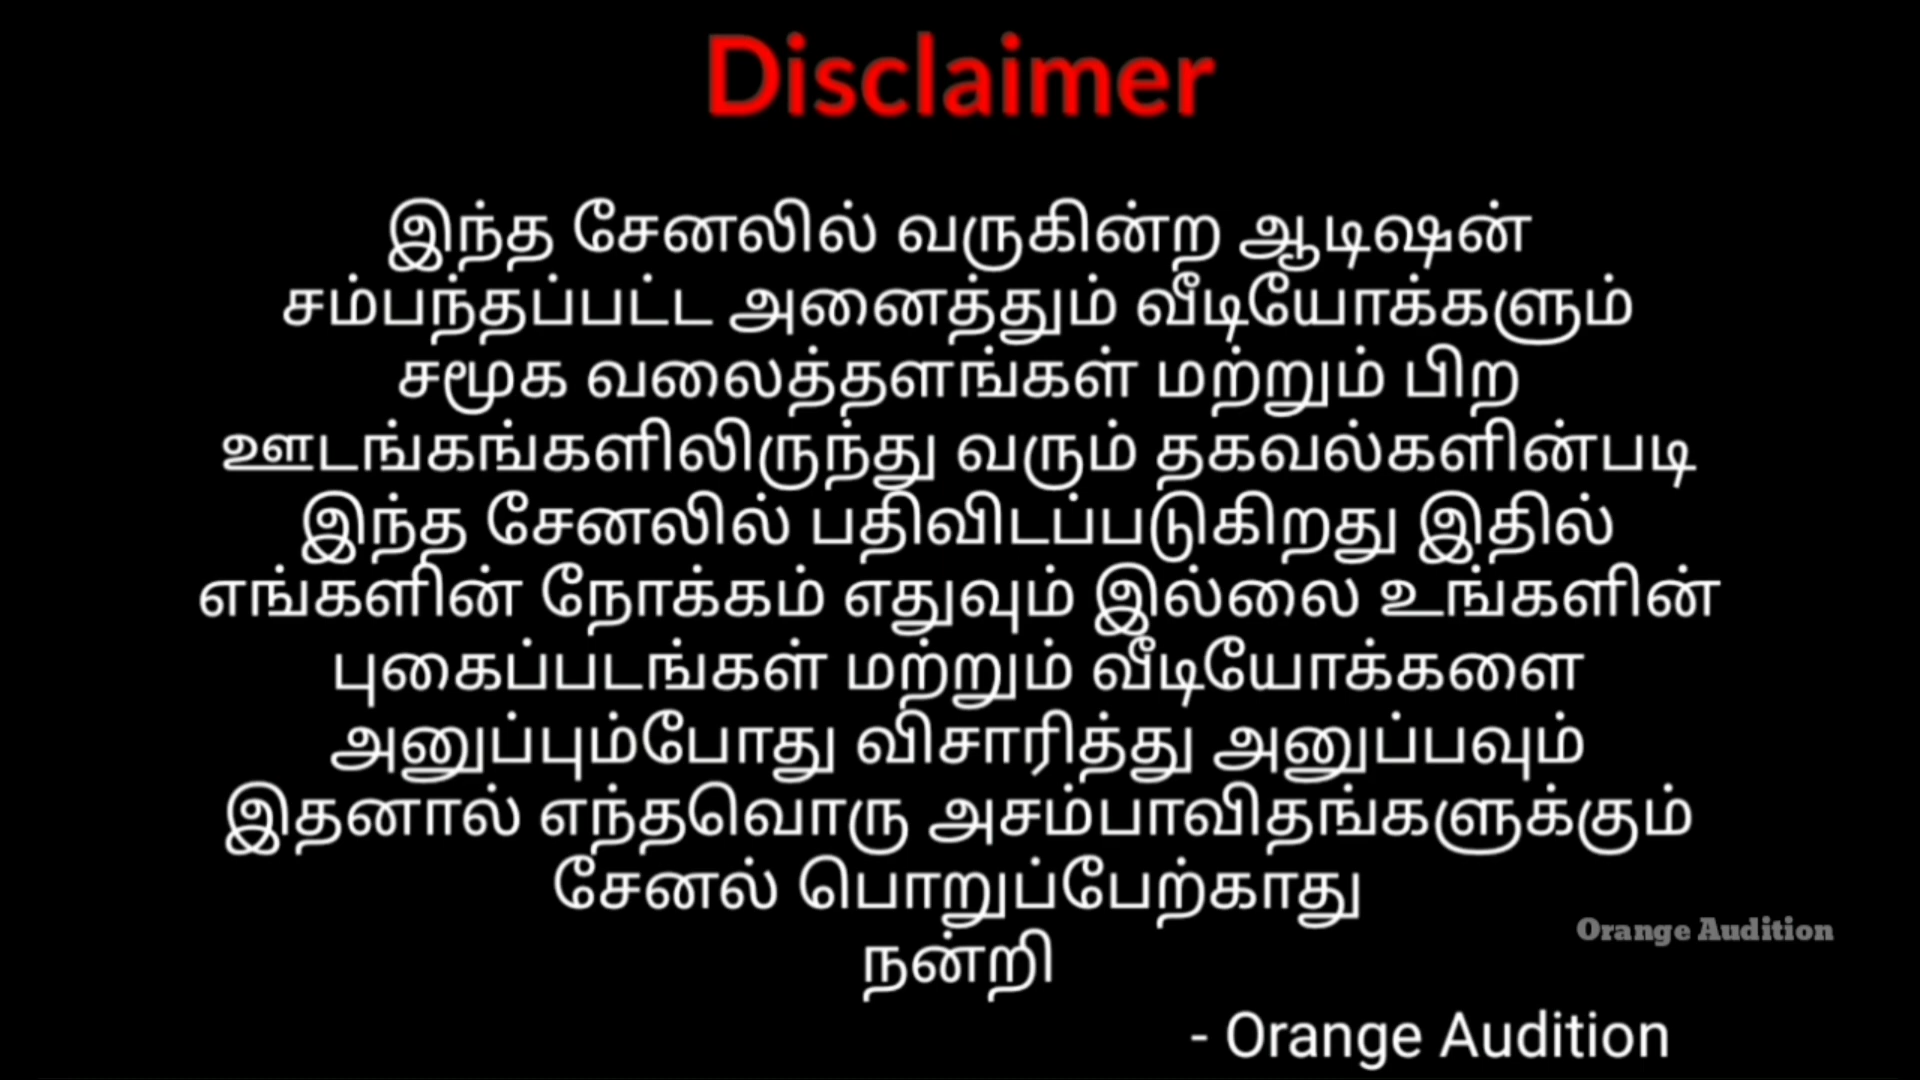 Disclaimer
இந்த சேனலில் வருகின்ற ஆடிஷன்
சம்பந்தப்பட்ட அனைத்தும் வீடியோக்களும்
சமூக வலைத்தளங்கள் மற்றும் பிற
ஊடங்கங்களிலிருந்து வரும் தகவல்களின்படி
இந்த சேனலில் பதிவிடப்படுகிறது இதில்
எங்களின் நோக்கம் எதுவும் இல்லை உங்களின்
புகைப்படங்கள் மற்றும் வீடியோக்களை
அனுப்பும்போது விசாரித்து அனுப்பவும்
இதனால் எந்தவொரு அசம்பாவிதங்களுக்கும்
சேனல் பொறுப்பேற்காது
Orange Audition
நன்றி
- Orange Audition